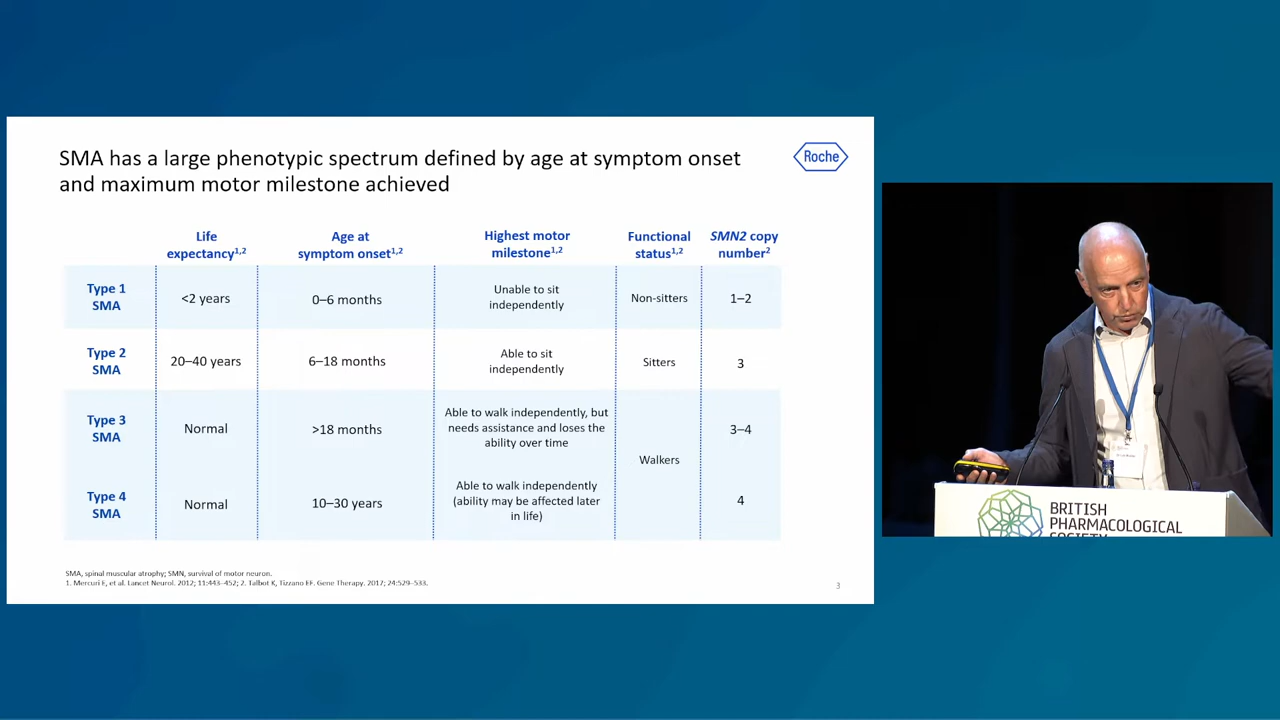 SMA has a large phenotypic spectrum defined by age at symptom onset
and maximum motor milestone achieved
Roche
Life
expectancy1,2
Age at
symptom onset1,2
Highest motor
milestone1,2
Functional
status1,2
SMN2 copy
number2
Type 1
SMA
<2 years
0–6 months
Unable to sit
independently
Non-sitters
1–2
Type 2
SMA
20–40 years
6–18 months
Able to sit
independently
Sitters
3
Type 3
SMA
Normal
>18 months
Able to walk independently, but
needs assistance and loses the
ability over time
3–4
Walkers
Type 4
SMA
Normal
10–30 years
Able to walk independently
(ability may be affected later
in life)
4
SMA, spinal muscular atrophy; SMN, survival of motor neuron.
1. Mercuri E, et al. Lancet Neurol. 2012; 11:443–452; 2. Talbot K, Tizzano EF. Gene Therapy. 2017; 24:529–533.
3
BRITISH
PHARMACOLOGICAL
SOCIETY